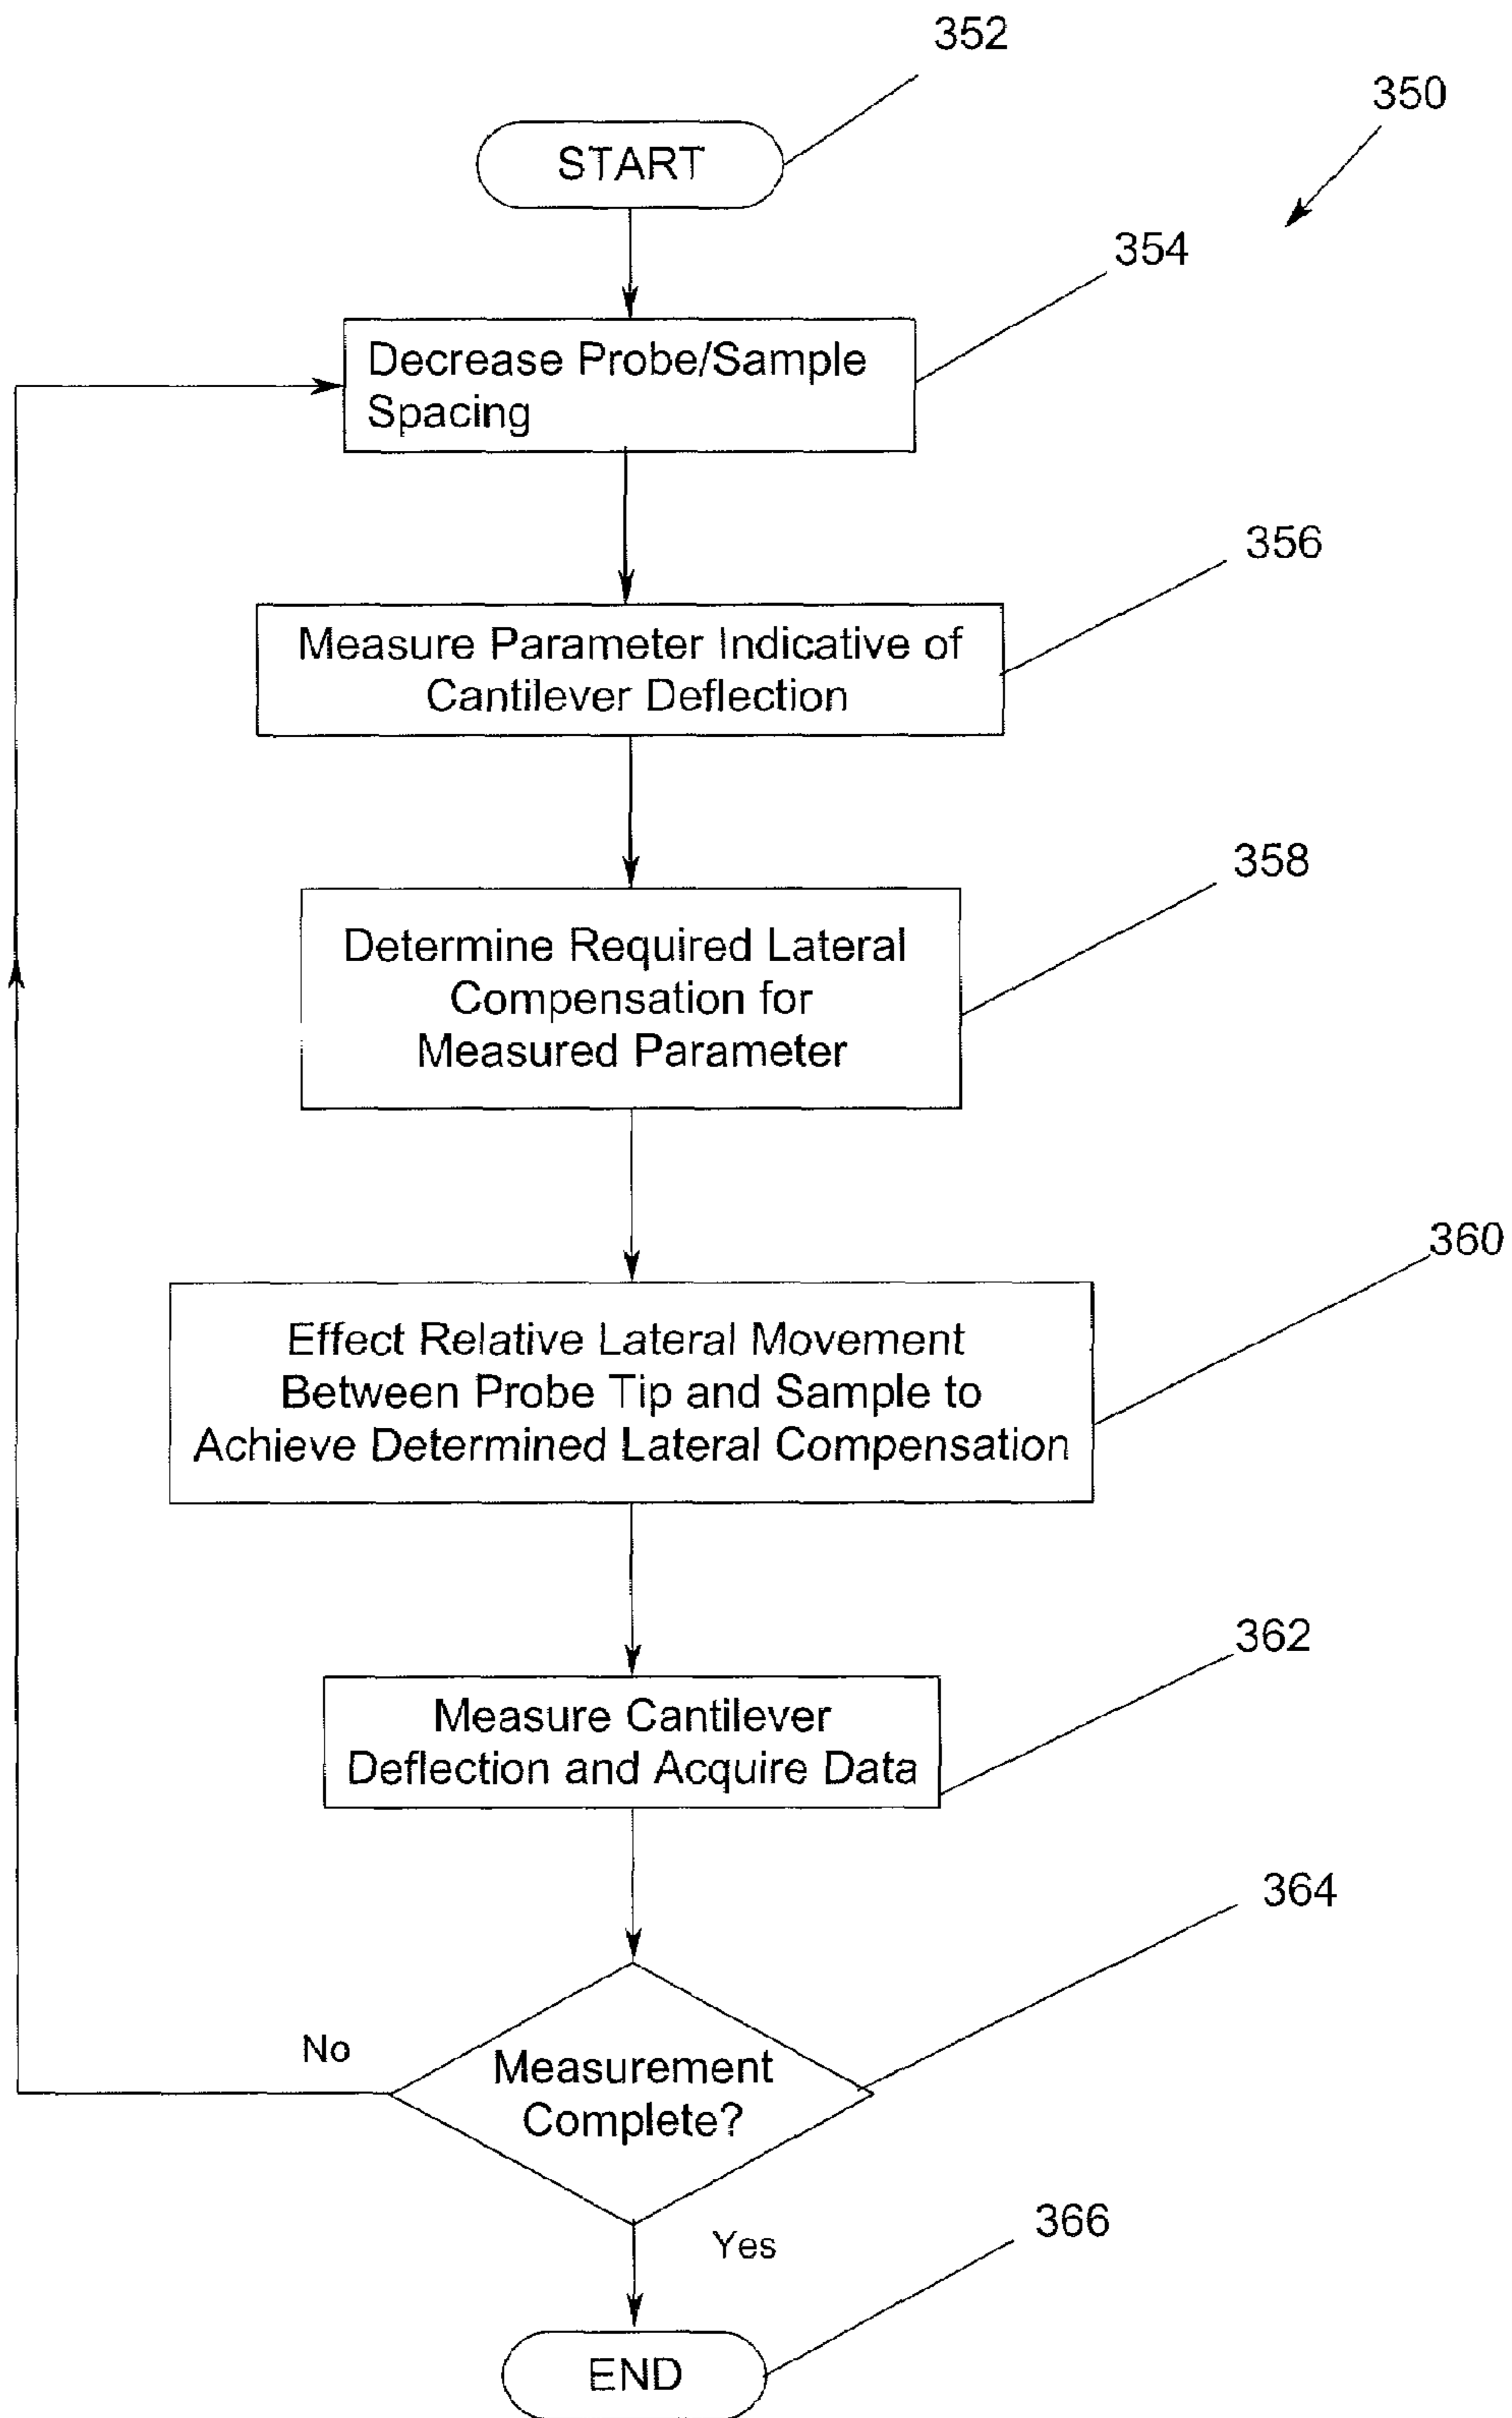 352
350
START
354
Decrease Probe/Sample
Spacing
356
Measure Parameter Indicative of
Cantilever Deflection
358
Determine Required Lateral
Compensation for
Measured Parameter
360
Effect Relative Lateral Movement
Between Probe Tip and Sample to
Achieve Determined Lateral Compensation
362
Measure Cantilever
Deflection and Acquire Data
364
No
Measurement
Complete?
Yes
366
END